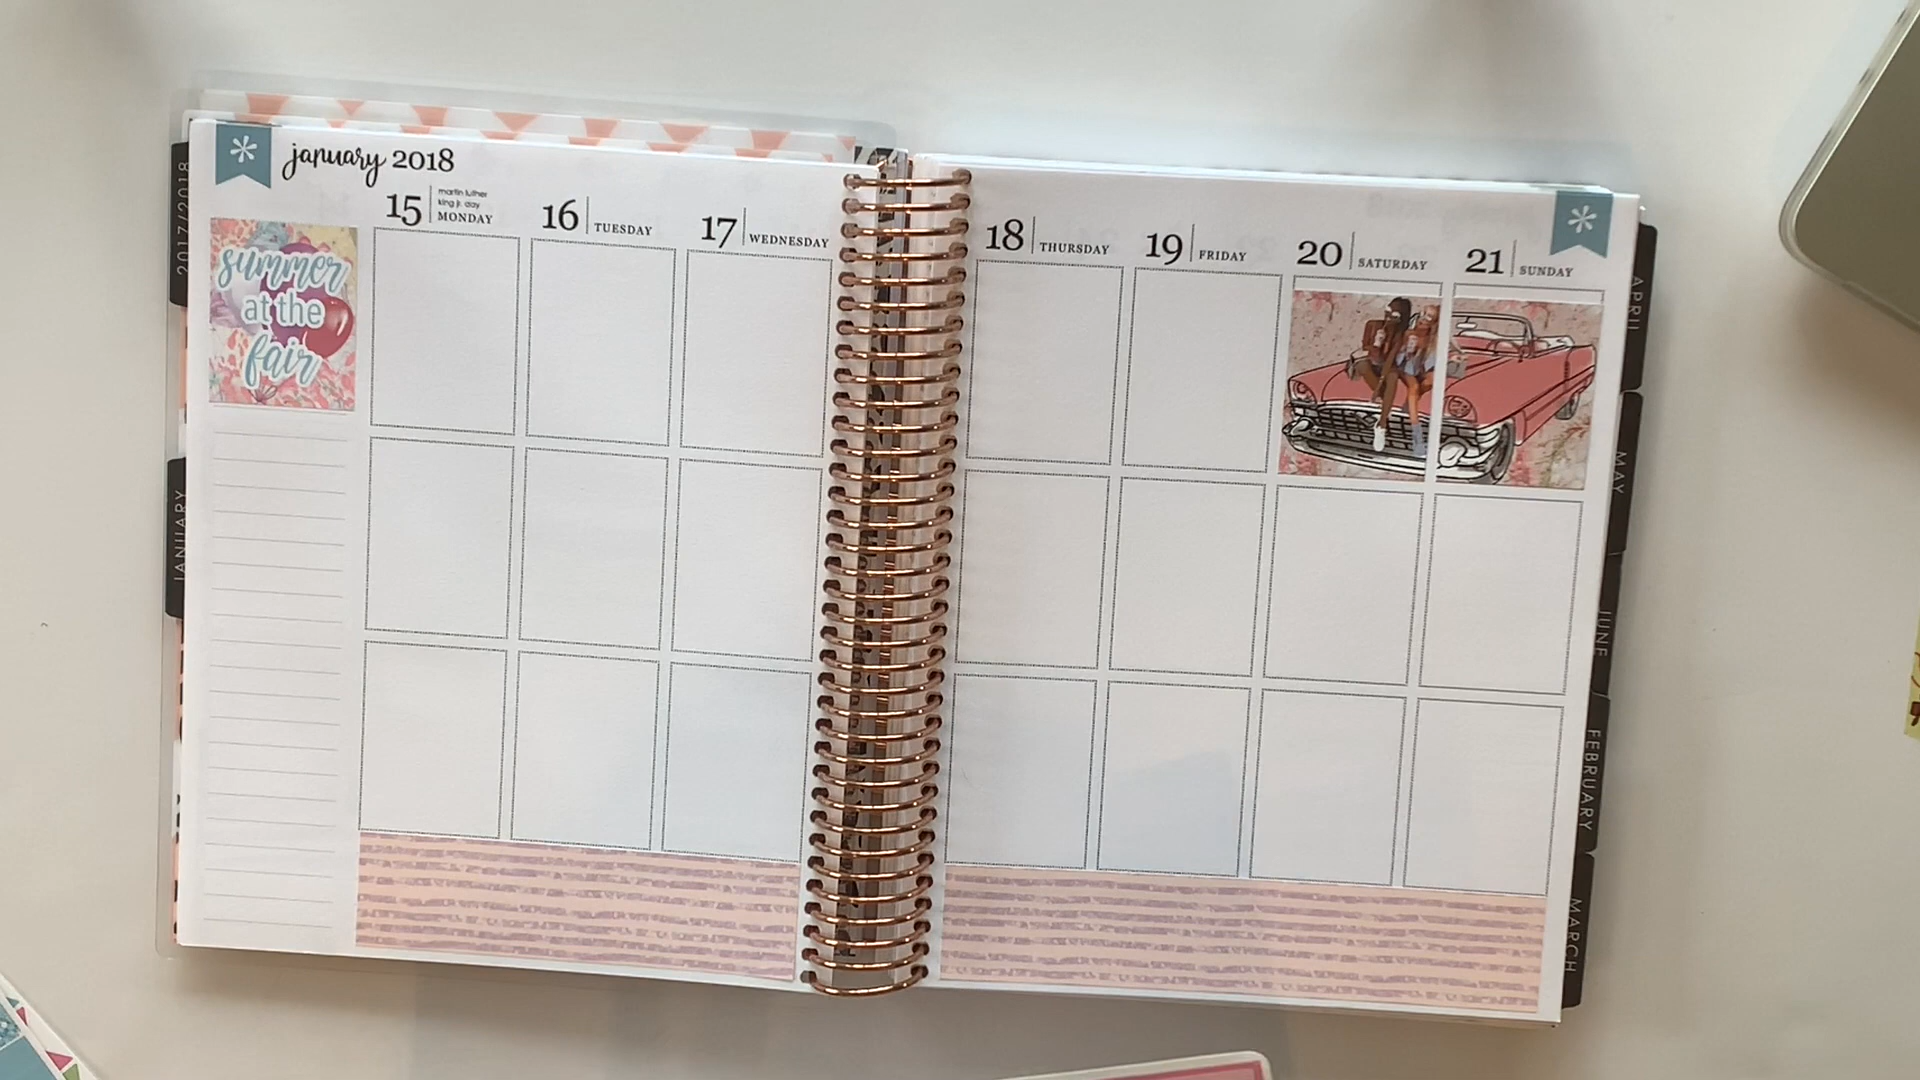 january 2018
15
martin luther
king jr. day
MONDAY
16 TUESDAY
17 WEDNESDAY
18 THURSDAY
19 FRIDAY
20 SATURDAY
21 SUNDAY
summer
at the
fair
2017/2018
JANUARY
APRIL
MAY
JUNE
FEBRUARY
MARCH